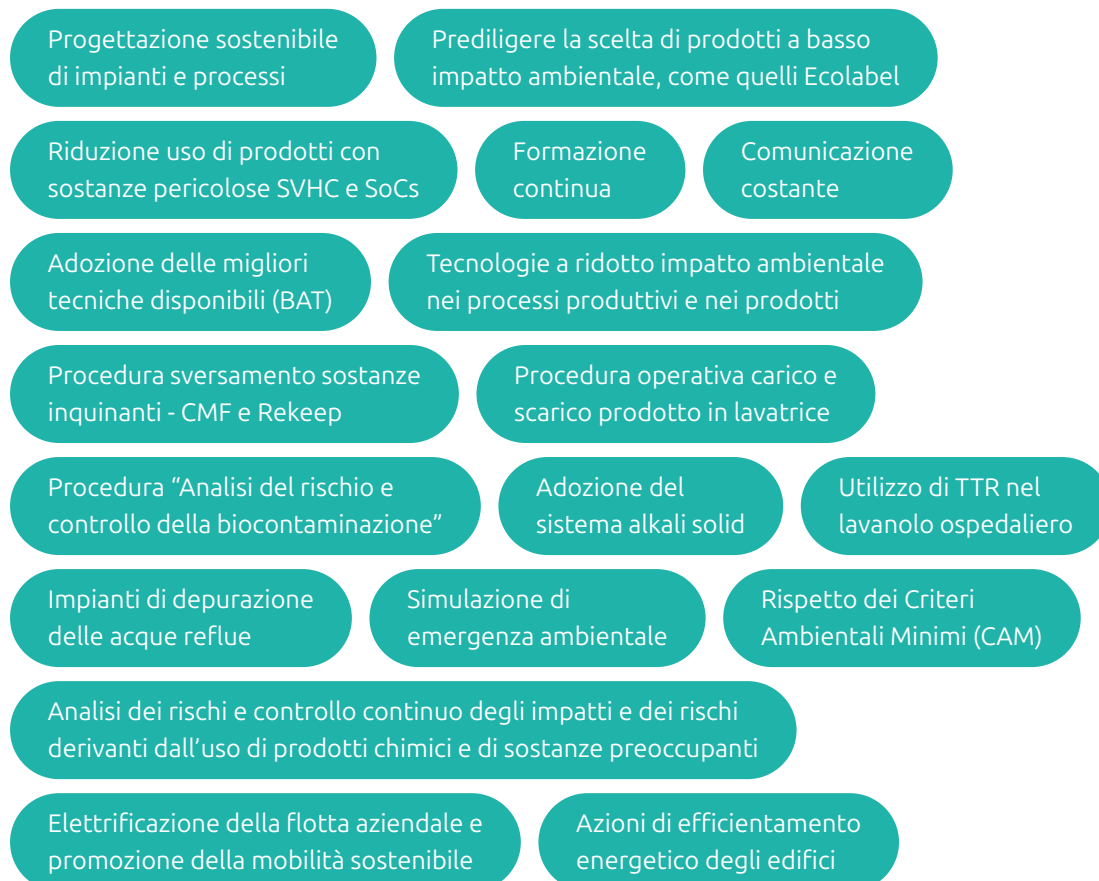 Progettazione sostenibile
di impianti e processi
Prediligere la scelta di prodotti a basso
impatto ambientale, come quelli Ecolabel
Riduzione uso di prodotti con
sostanze pericolose SVHC e SoCs
Formazione
continua
Comunicazione
costante
Adozione delle migliori
tecniche disponibili (BAT)
Tecnologie a ridotto impatto ambientale
nei processi produttivi e nei prodotti
Procedura sversamento sostanze
inquinanti - CMF e Rekeep
Procedura operativa carico e
scarico prodotto in lavatrice
Procedura “Analisi del rischio e
controllo della biocontaminazione”
Adozione del
sistema alkali solid
Utilizzo di TTR nel
lavanolo ospedaliero
Impianti di depurazione
delle acque reflue
Simulazione di
emergenza ambientale
Rispetto dei Criteri
Ambientali Minimi (CAM)
Analisi dei rischi e controllo continuo degli impatti e dei rischi
derivanti dall’uso di prodotti chimici e di sostanze preoccupanti
Elettrificazione della flotta aziendale e
promozione della mobilità sostenibile
Azioni di efficientamento
energetico degli edifici